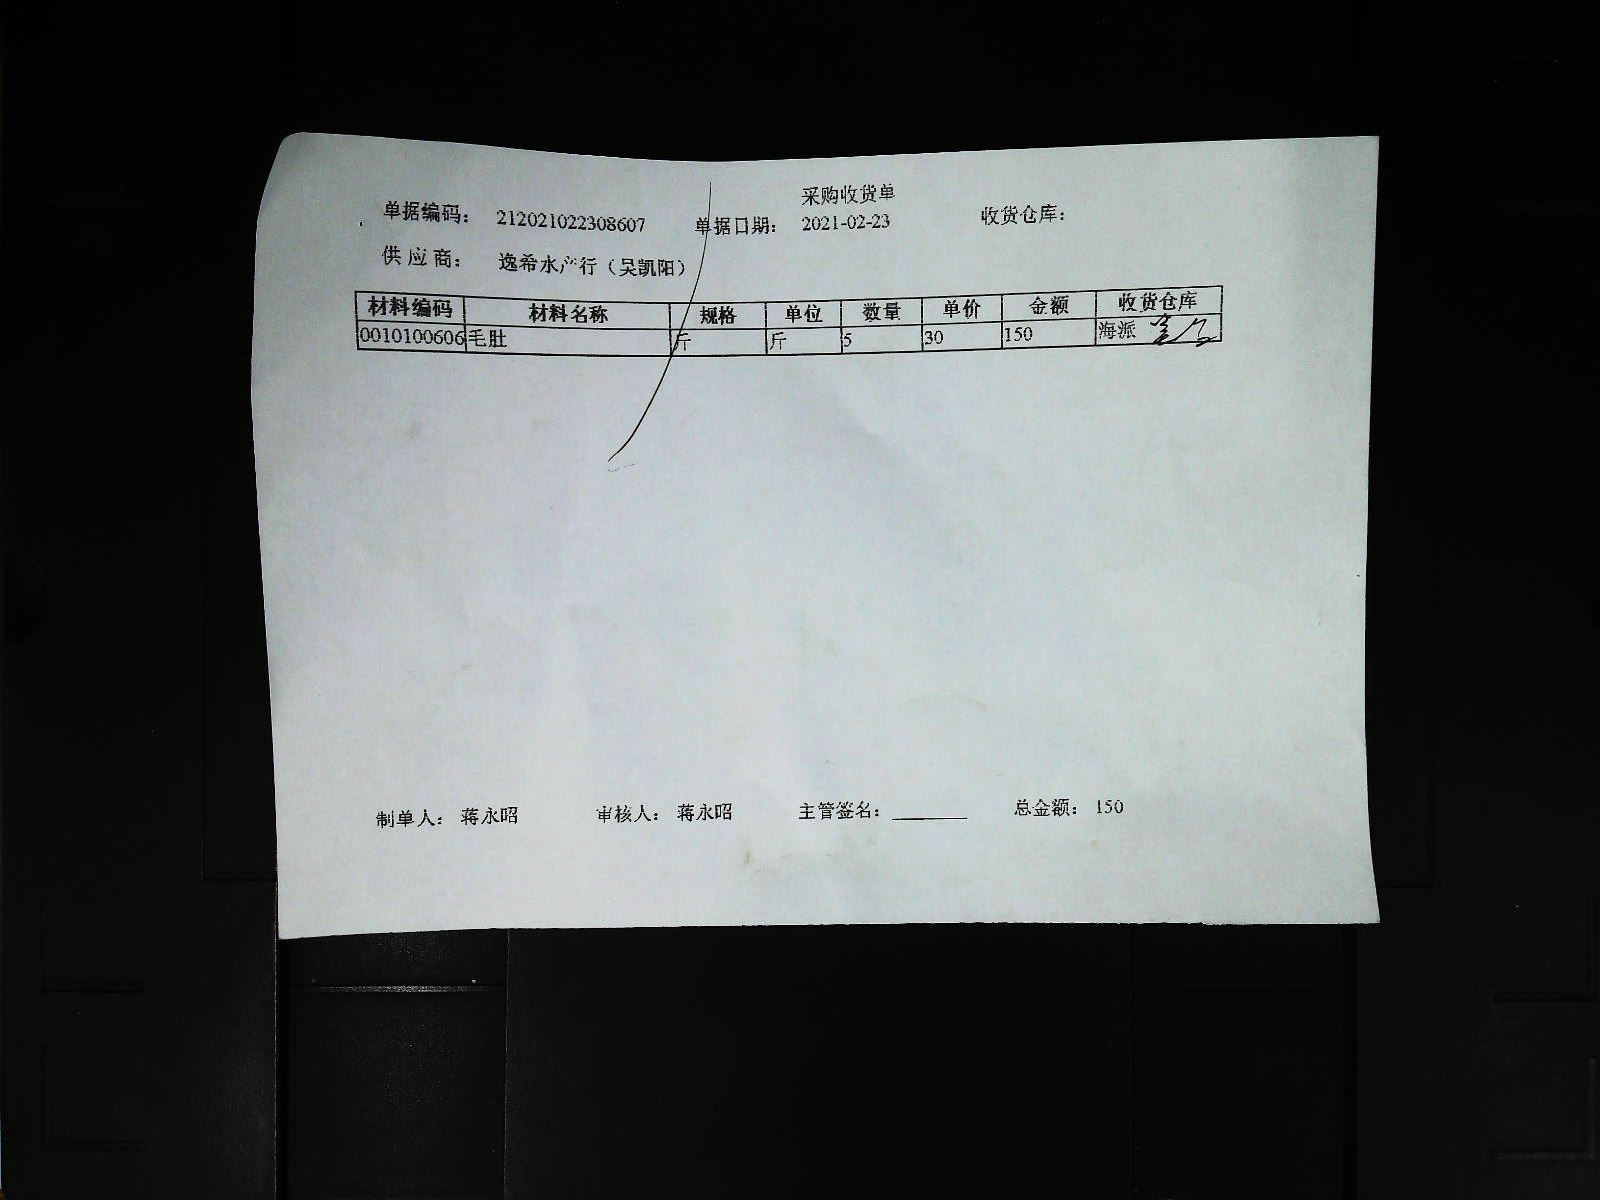 采购收货单
单据编码： 212021022308607 单据日期： 2021-02-23 收货仓库：
供应商： 逸希水产行（吴凯阳）
材料编码 材料名称 规格 单位 数量 单价 金额 收货仓库
0010100606 毛肚 斤 斤 5 30 150 海派
制单人： 蒋永昭 审核人： 蒋永昭 主管签名： 总金额： 150